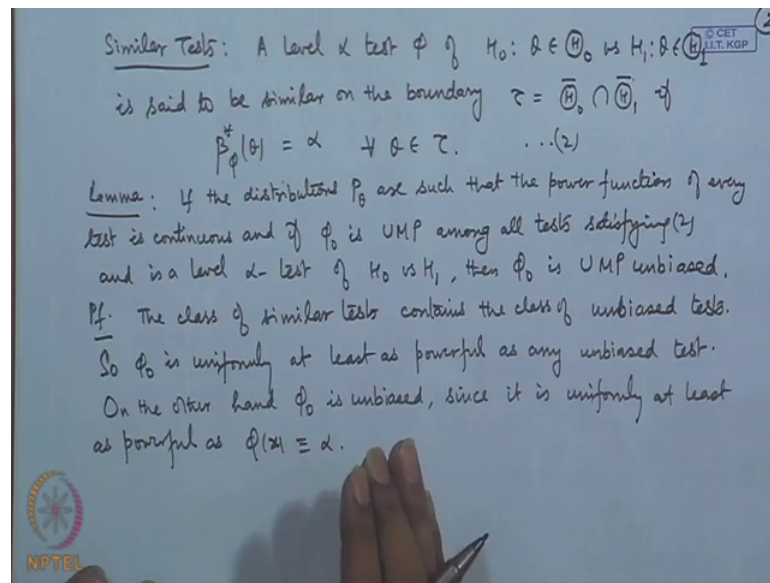 Similar Tests: A level α test φ of H₀: θ ∈ Ⓗ₀ vs H₁: θ ∈ Ⓗ₁
© CET
I.I.T. KGP
is said to be similar on the boundary τ = Ⓗ̄₀ ∩ Ⓗ̄₁ if
β*_φ(θ) = α ∀ θ ∈ τ. ...(2)
Lemma: If the distributions P_θ are such that the power function of every
test is continuous and if φ₀ is UMP among all tests satisfying (2)
and is a level α-test of H₀ vs H₁, then φ₀ is UMP unbiased.
Pf. The class of similar tests contains the class of unbiased tests.
So φ₀ is uniformly at least as powerful as any unbiased test.
On the other hand φ₀ is unbiased, since it is uniformly at least
as powerful as φ(x) ≡ α.
NPTEL